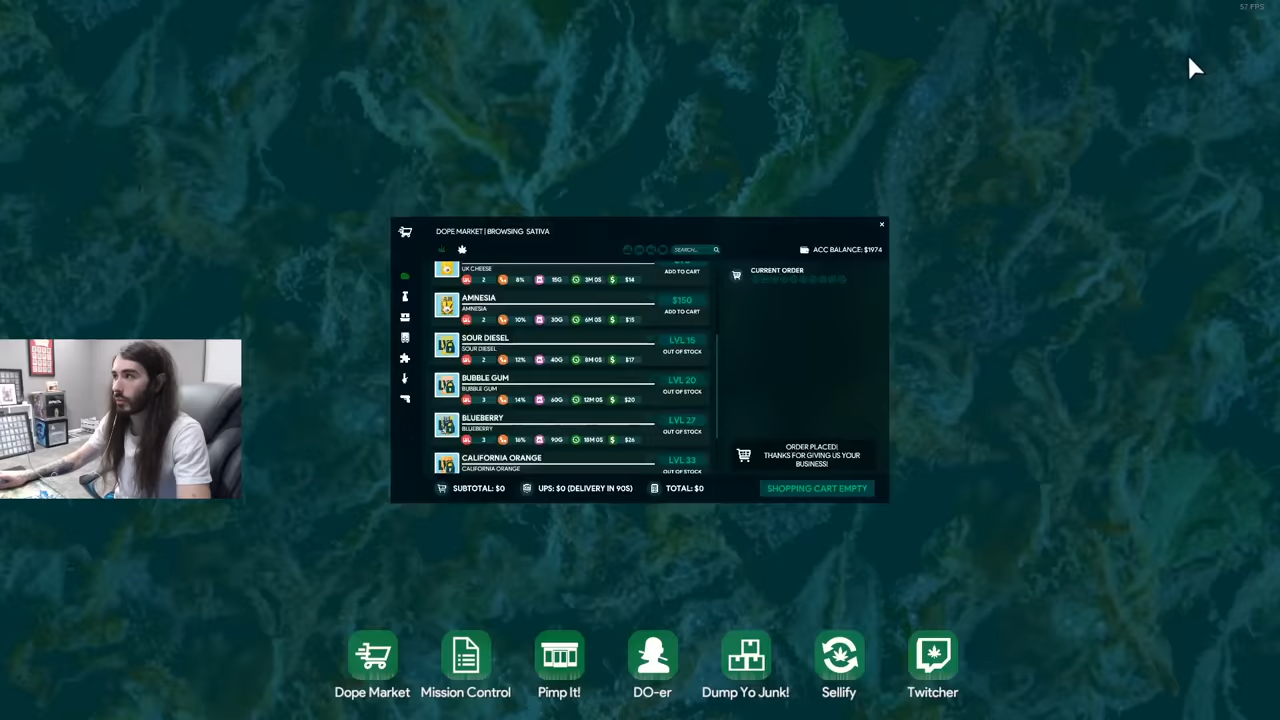 57 FPS
DOPE MARKET | BROWSING SATIVA
SEARCH...
ACC BALANCE: $1974
UK CHEESE
ADD TO CART
2 8% 15G 3M 0S $14
CURRENT ORDER
AMNESIA
$150
AMNESIA
ADD TO CART
2 10% 30G 6M 0S $15
SOUR DIESEL
LVL 15
SOUR DIESEL
OUT OF STOCK
2 12% 40G 8M 0S $17
BUBBLE GUM
LVL 20
BUBBLE GUM
OUT OF STOCK
3 14% 60G 12M 0S $20
BLUEBERRY
LVL 27
BLUEBERRY
OUT OF STOCK
3 16% 90G 18M 0S $26
CALIFORNIA ORANGE
LVL 33
CALIFORNIA ORANGE
OUT OF STOCK
ORDER PLACED!
THANKS FOR GIVING US YOUR
BUSINESS!
SUBTOTAL: $0
UPS: $0 (DELIVERY IN 90S)
TOTAL: $0
SHOPPING CART EMPTY
Dope Market
Mission Control
Pimp It!
DO-er
Dump Yo Junk!
Sellify
Twitcher